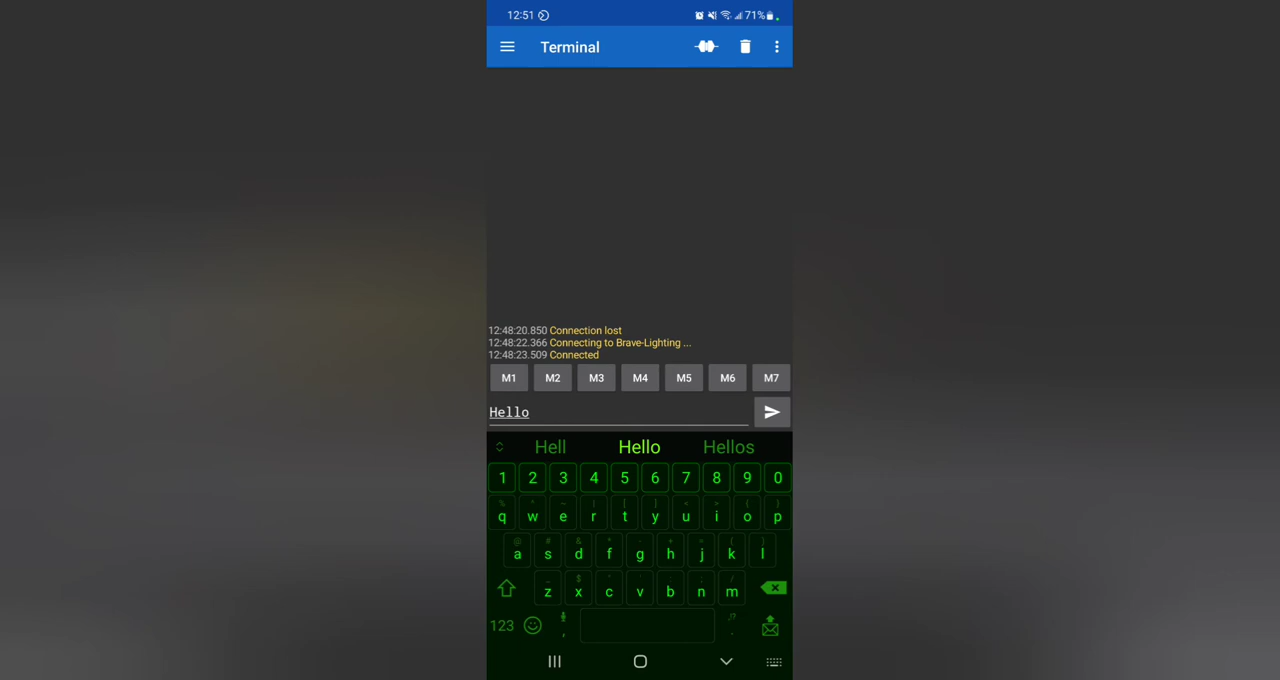 12:51 71%
Terminal
12:48:20.850 Connection lost
12:48:22.366 Connecting to Brave-Lighting ...
12:48:23.509 Connected
M1 M2 M3 M4 M5 M6 M7
Hello
Hell Hello Hellos
1 2 3 4 5 6 7 8 9 0
q w e r t y u i o p
a s d f g h j k l
z x c v b n m
123 , .